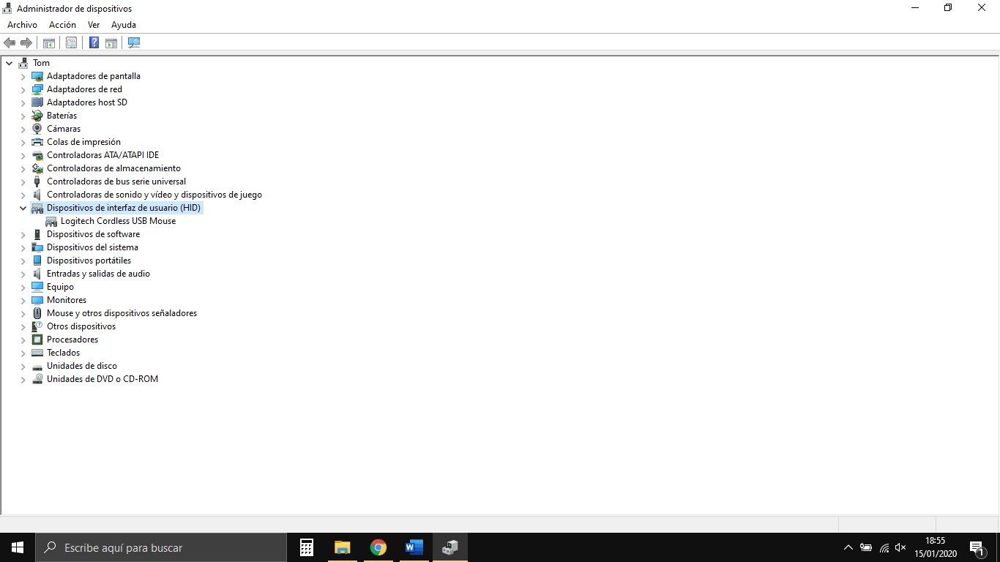 Administrador de dispositivos
Archivo Acción Ver Ayuda
Tom
Adaptadores de pantalla
Adaptadores de red
Adaptadores host SD
Baterías
Cámaras
Colas de impresión
Controladoras ATA/ATAPI IDE
Controladoras de almacenamiento
Controladoras de bus serie universal
Controladoras de sonido y vídeo y dispositivos de juego
Dispositivos de interfaz de usuario (HID)
Logitech Cordless USB Mouse
Dispositivos de software
Dispositivos del sistema
Dispositivos portátiles
Entradas y salidas de audio
Equipo
Monitores
Mouse y otros dispositivos señaladores
Otros dispositivos
Procesadores
Teclados
Unidades de disco
Unidades de DVD o CD-ROM
Escribe aquí para buscar
18:55
15/01/2020
1